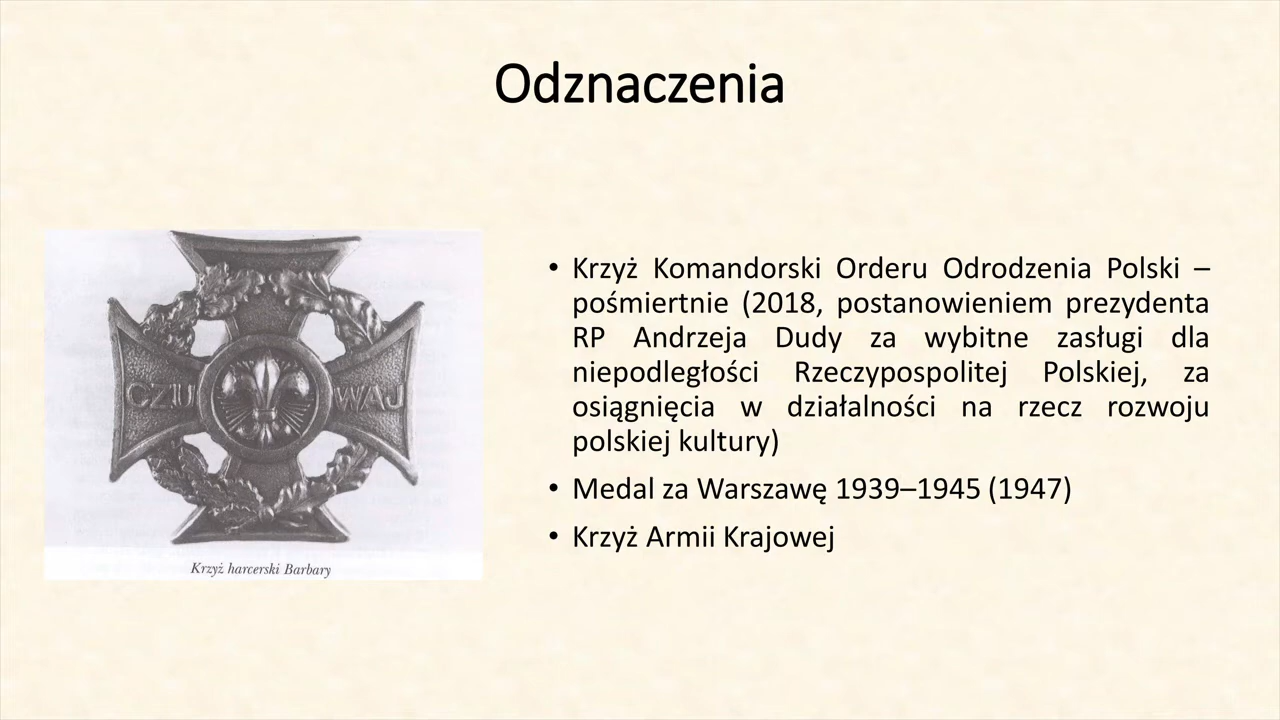 Odznaczenia
CZU WAJ
Krzyż harcerski Barbary
• Krzyż Komandorski Orderu Odrodzenia Polski –
pośmiertnie (2018, postanowieniem prezydenta
RP Andrzeja Dudy za wybitne zasługi dla
niepodległości Rzeczypospolitej Polskiej, za
osiągnięcia w działalności na rzecz rozwoju
polskiej kultury)
• Medal za Warszawę 1939–1945 (1947)
• Krzyż Armii Krajowej